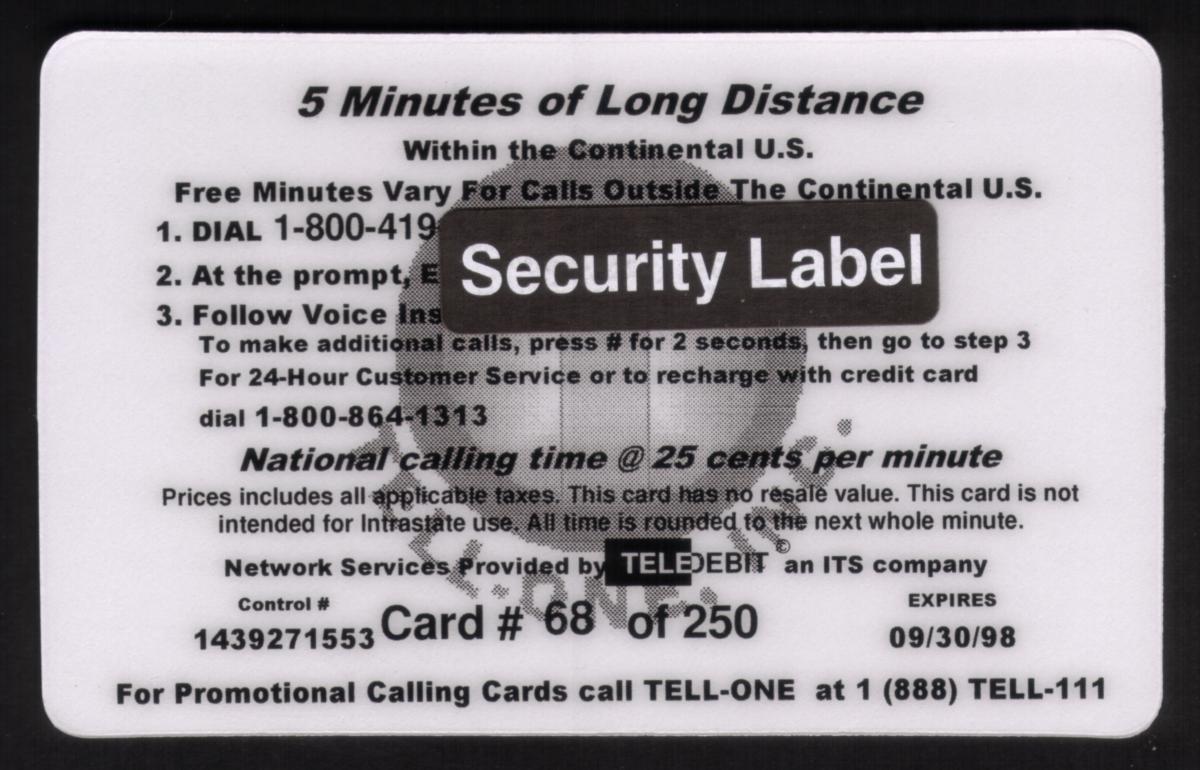 5 Minutes of Long Distance
Within the Continental U.S.
Free Minutes Vary For Calls Outside The Continental U.S.
1. DIAL 1-800-419
Security Label
2. At the prompt, E
3. Follow Voice Ins
To make additional calls, press # for 2 seconds, then go to step 3
For 24-Hour Customer Service or to recharge with credit card
dial 1-800-864-1313
National calling time @ 25 cents per minute
Prices includes all applicable taxes. This card has no resale value. This card is not
intended for Intrastate use. All time is rounded to the next whole minute.
Network Services Provided by TELEDEBIT © an ITS company
TELL-ONE, INC.
Control #
1439271553
Card # 68 of 250
EXPIRES
09/30/98
For Promotional Calling Cards call TELL-ONE at 1 (888) TELL-111